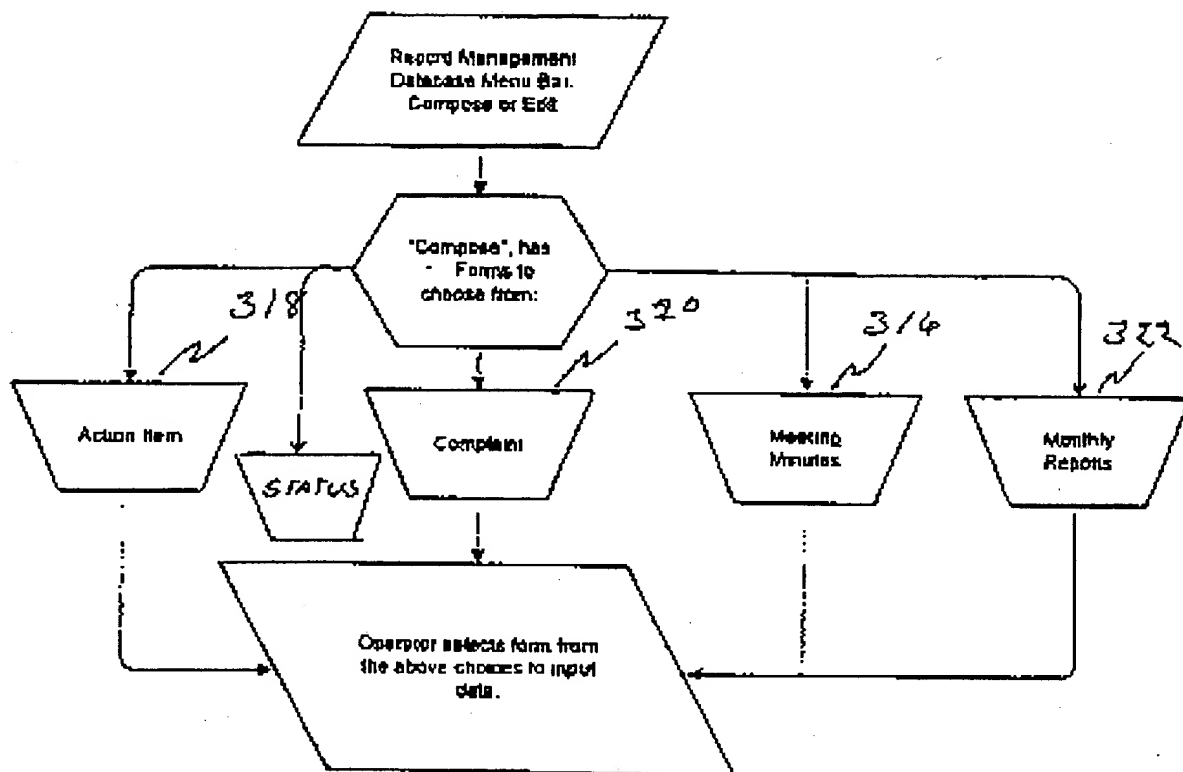 Record Management
Database Menu Bar.
Compose or Edit
"Compose", has
- Forms to
choose from:
318
320
316
322
Action Item
STATUS
Complaint
Meeting
Minutes.
Monthly
Reports
Operator selects form from
the above choices to input
data.